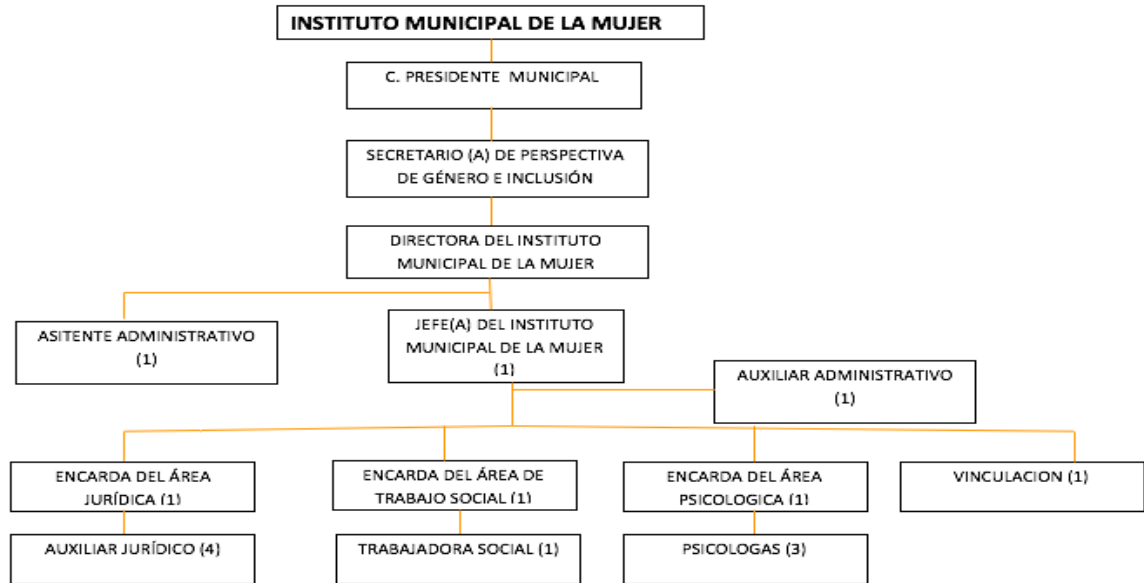 INSTITUTO MUNICIPAL DE LA MUJER
C. PRESIDENTE MUNICIPAL
SECRETARIO (A) DE PERSPECTIVA
DE GÉNERO E INCLUSIÓN
DIRECTORA DEL INSTITUTO
MUNICIPAL DE LA MUJER
ASITENTE ADMINISTRATIVO
(1)
JEFE(A) DEL INSTITUTO
MUNICIPAL DE LA MUJER
(1)
AUXILIAR ADMINISTRATIVO
(1)
ENCARDA DEL ÁREA
JURÍDICA (1)
ENCARDA DEL ÁREA DE
TRABAJO SOCIAL (1)
ENCARDA DEL ÁREA
PSICOLOGICA (1)
VINCULACION (1)
AUXILIAR JURÍDICO (4)
TRABAJADORA SOCIAL (1)
PSICOLOGAS (3)